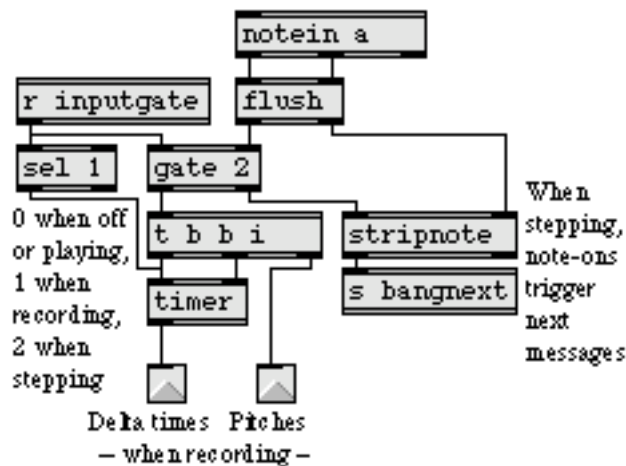 notein a
r inputgate
flush
sel 1
gate 2
0 when off
or playing,
1 when
recording,
2 when
stepping
t b b i
timer
stripnote
s bangnext
When
stepping,
note-ons
trigger
next
messages
Delta times
Pitches
– when recording –